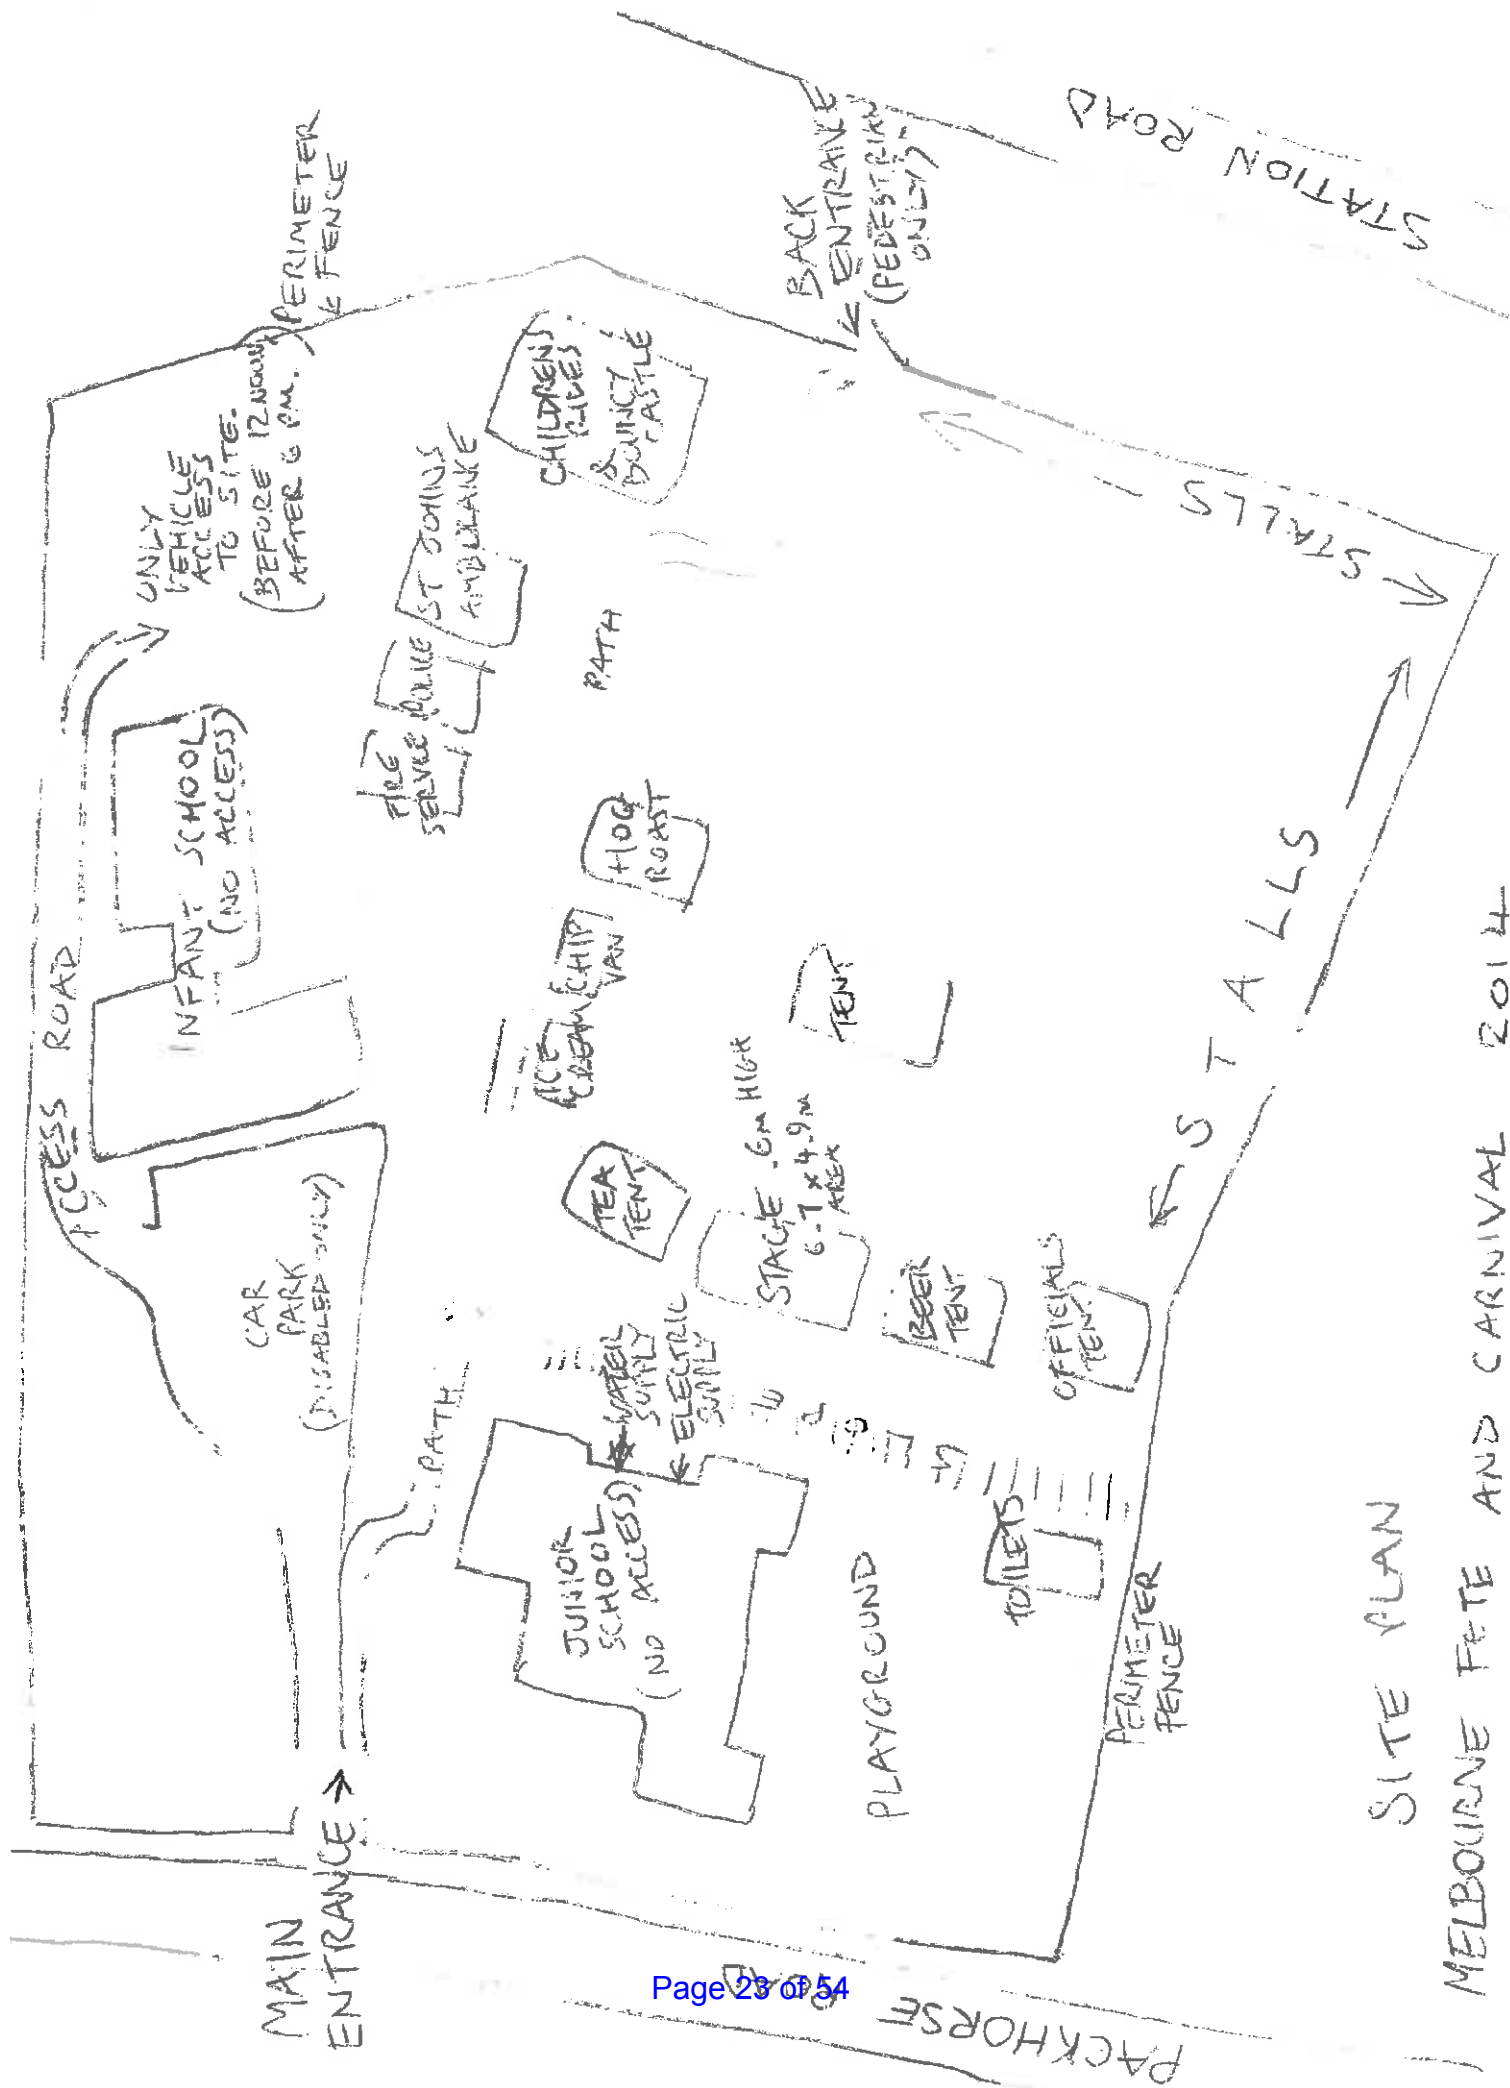 ACCESS ROAD
ONLY
VEHICLE
ACCESS
TO SITE.
(BEFORE 12 NOON)
(AFTER 6 PM.)
PERIMETER
FENCE
INFANT SCHOOL
(NO ACCESS)
CAR
PARK
(DISABLED ONLY)
MAIN
ENTRANCE
PATH
FIRE
SERVICE
POLICE
ST JOHNS
AMBULANCE
CHILDRENS
RIDES
&
BOUNCY
CASTLE
BACK
ENTRANCE
(PEDESTRIAN
ONLY)
STATION ROAD
PATH
HOG
ROAST
CHIP
VAN
ICE
CREAM
TEA
TENT
TENT
STAGE .6M HIGH
6-7 x 4.9m
AREA
WATER
SUPPLY
ELECTRIC
SUPPLY
JUNIOR
SCHOOL
(NO ACCESS)
BEER
TENT
OFFICIALS
TENT
TOILETS
PLAYGROUND
PERIMETER
FENCE
STALLS
STALLS
PACKHORSE ROAD
SITE PLAN
MELBOURNE FETE AND CARNIVAL 2014
Page 23 of 54